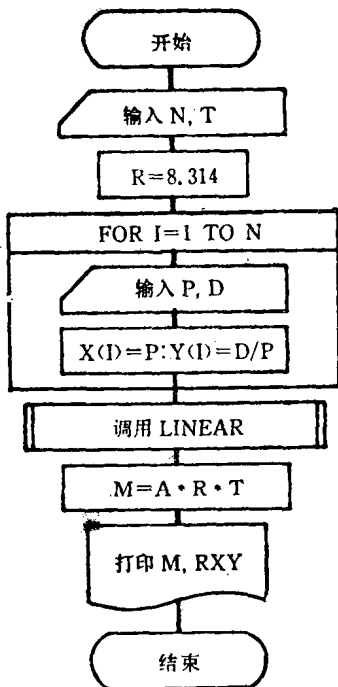 开始
输入 N, T
R=8.314
FOR I=1 TO N
输入 P, D
X(I)=P:Y(I)=D/P
调用 LINEAR
M=A·R·T
打印 M, RXY
结束